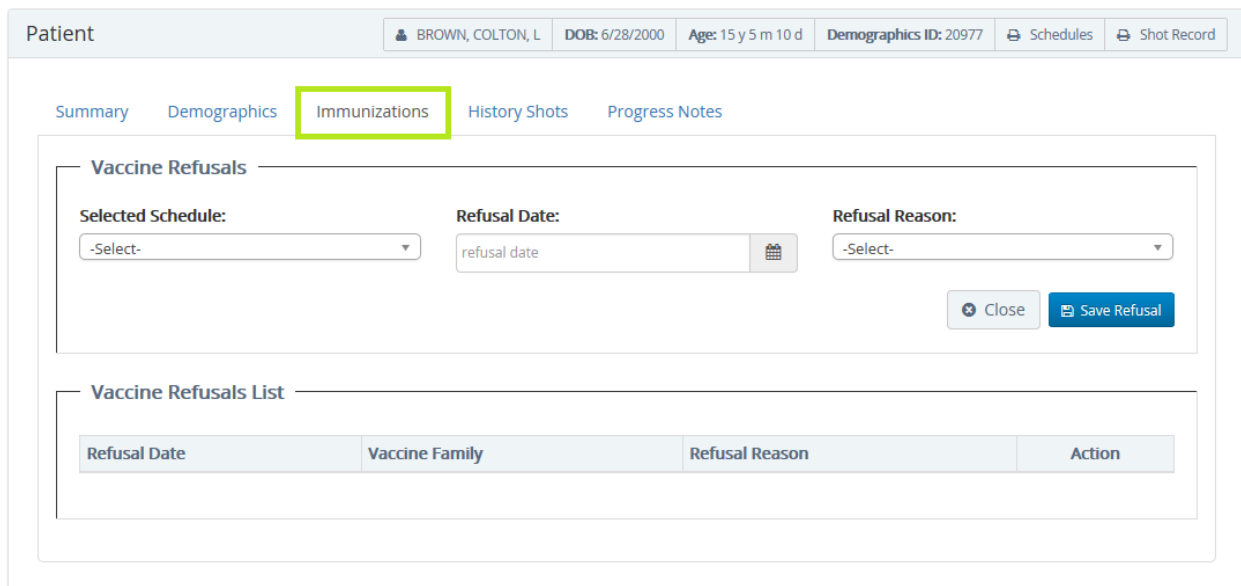 Patient BROWN, COLTON, L DOB: 6/28/2000 Age: 15 y 5 m 10 d Demographics ID: 20977 Schedules Shot Record
Summary Demographics Immunizations History Shots Progress Notes
Vaccine Refusals
Selected Schedule: Refusal Date: Refusal Reason:
-Select- refusal date -Select-
Close Save Refusal
Vaccine Refusals List
Refusal Date Vaccine Family Refusal Reason Action